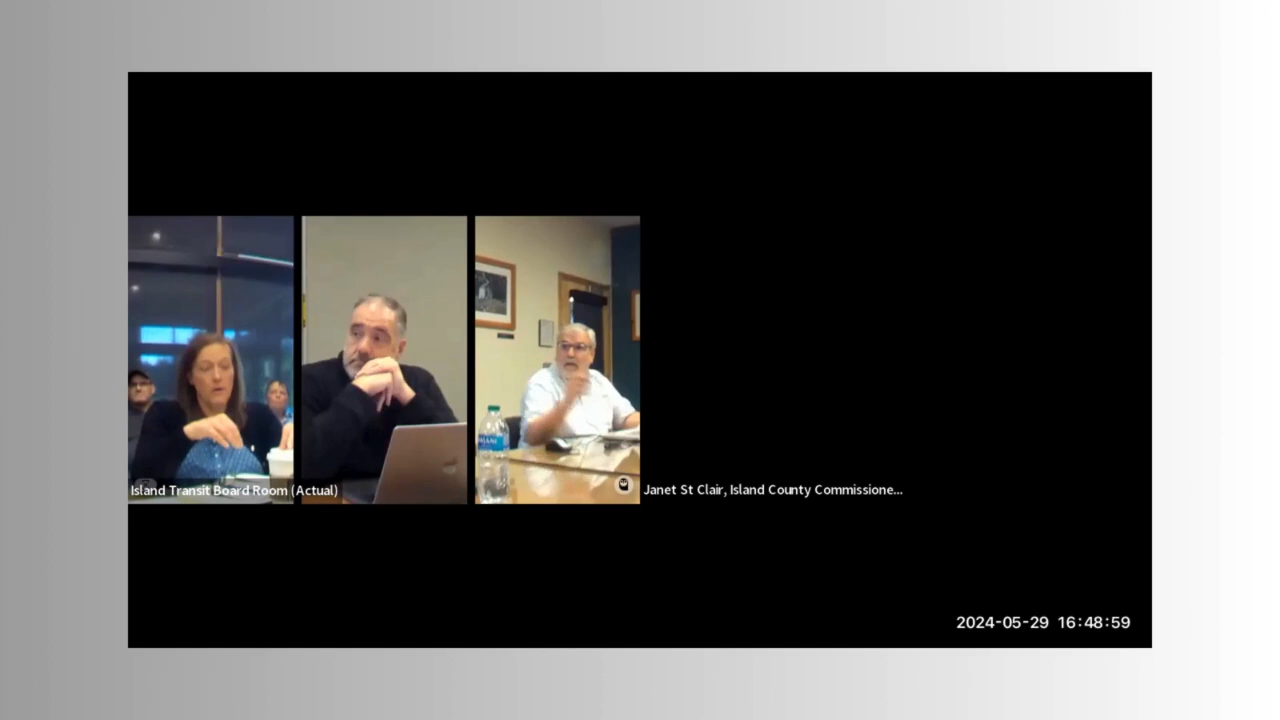 Island Transit Board Room (Actual)
Janet St Clair, Island County Commissione...
2024-05-29 16:48:59